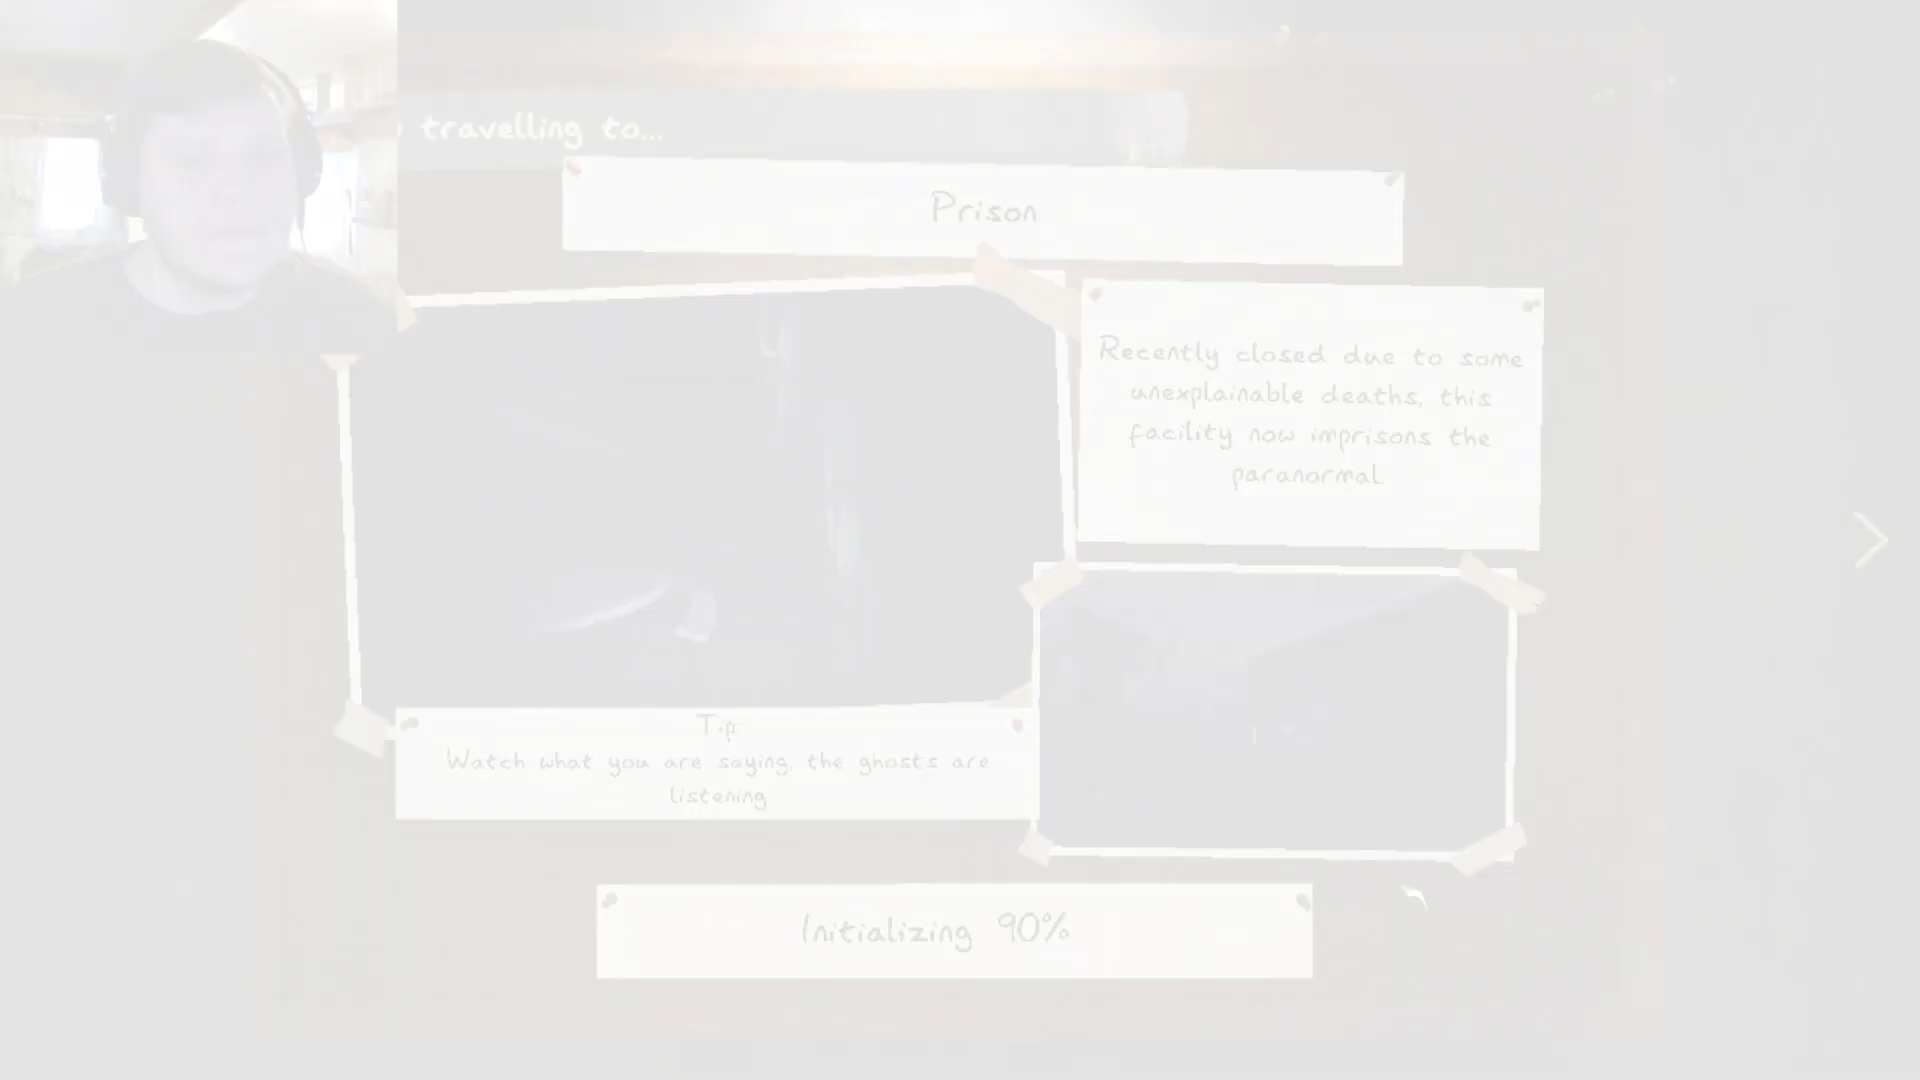 travelling to...
Prison
Recently closed due to some
unexplainable deaths, this
facility now imprisons the
paranormal.
4
Tip
Watch what you are saying, the ghosts are
listening
Initializing 90%